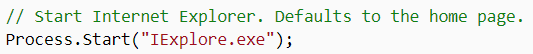 // Start Internet Explorer. Defaults to the home page.
Process.Start("IExplore.exe");